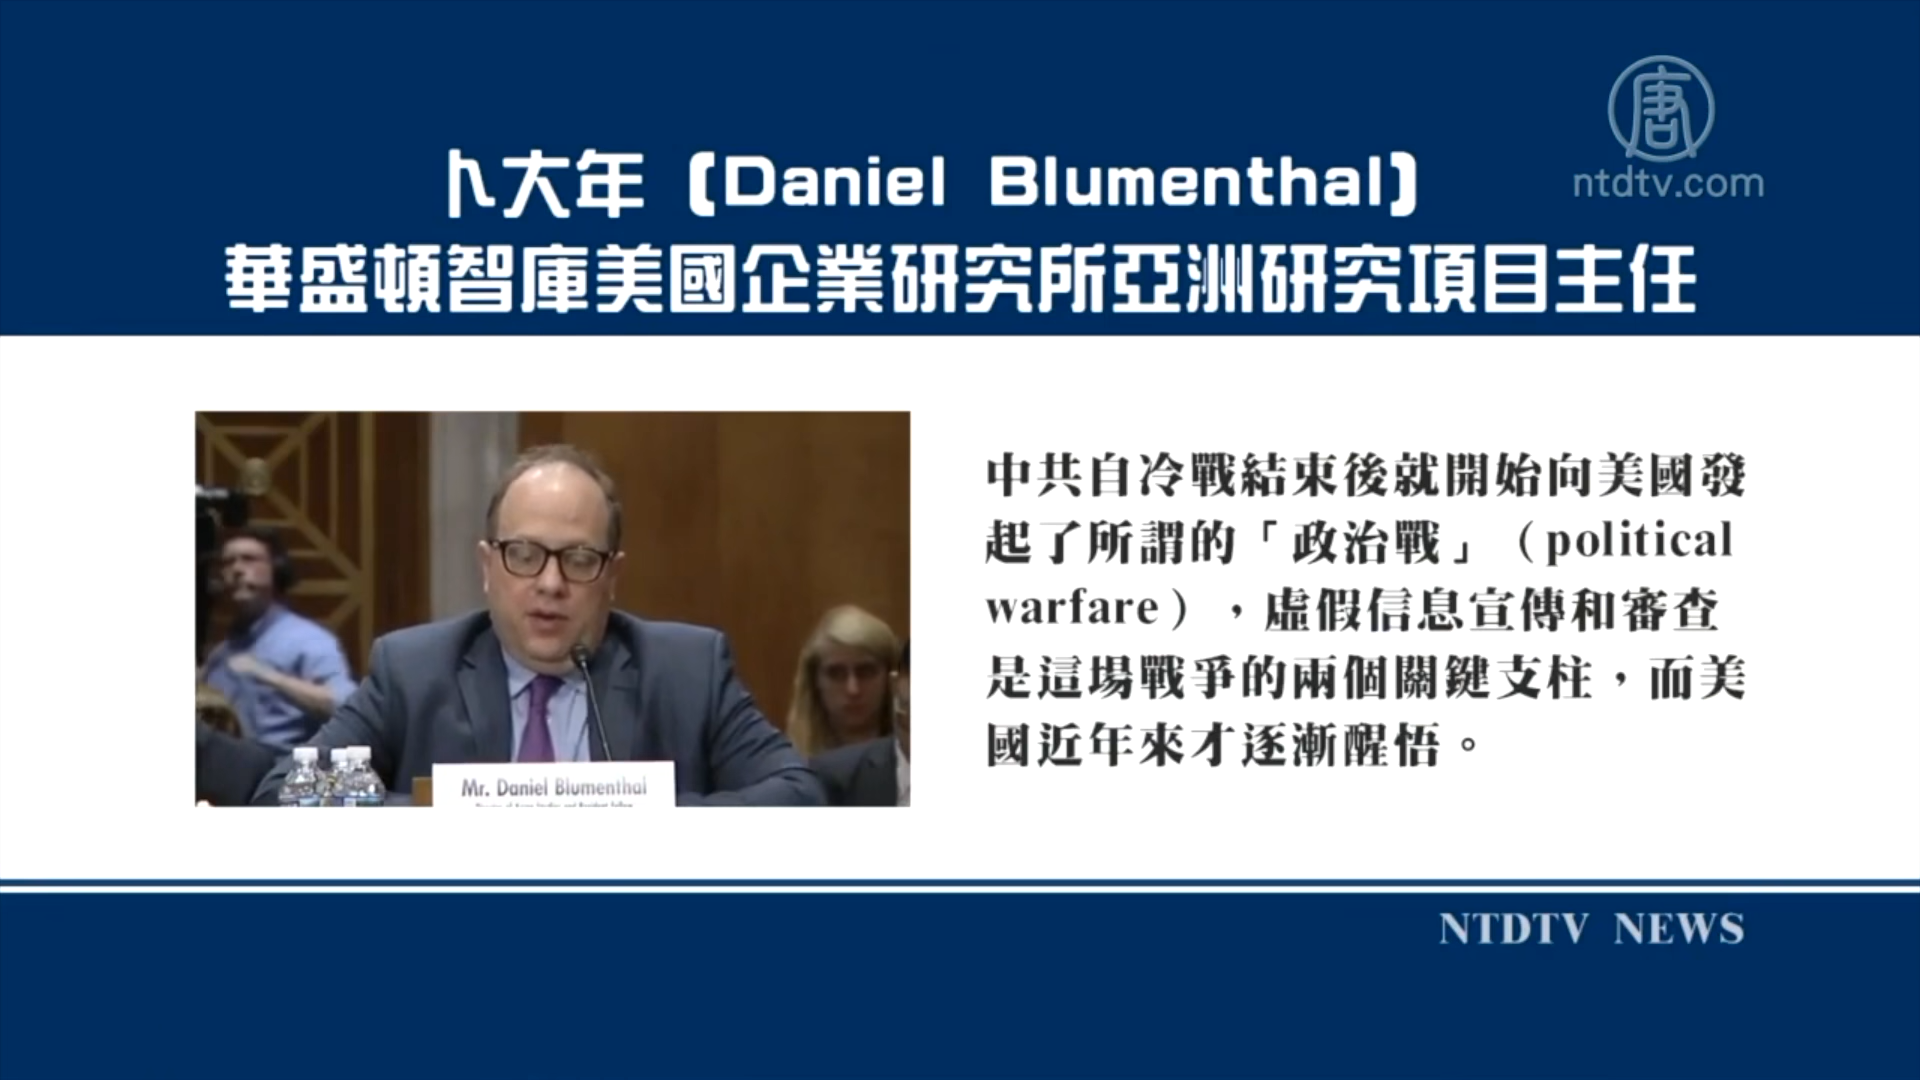 唐
ntdtv.com
卜大年（Daniel Blumenthal）
華盛頓智庫美國企業研究所亞洲研究項目主任
中共自冷戰結束後就開始向美國發
起了所謂的「政治戰」（political
warfare），虛假信息宣傳和審查
是這場戰爭的兩個關鍵支柱，而美
國近年來才逐漸醒悟。
Mr. Daniel Blumenthal
NTDTV NEWS